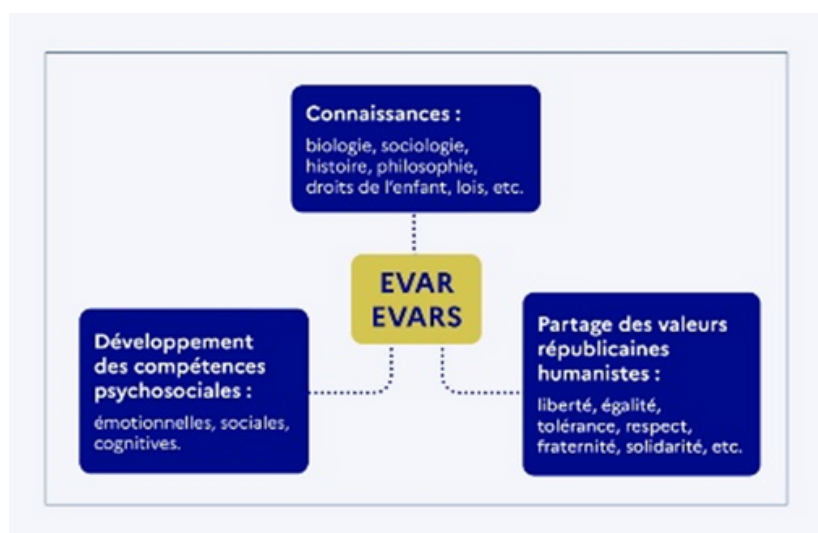 Connaissances :
biologie, sociologie,
histoire, philosophie,
droits de l'enfant, lois, etc.
EVAR
EVARS
Développement
des compétences
psychosociales :
émotionnelles, sociales,
cognitives.
Partage des valeurs
républicaines
humanistes :
liberté, égalité,
tolérance, respect,
fraternité, solidarité, etc.